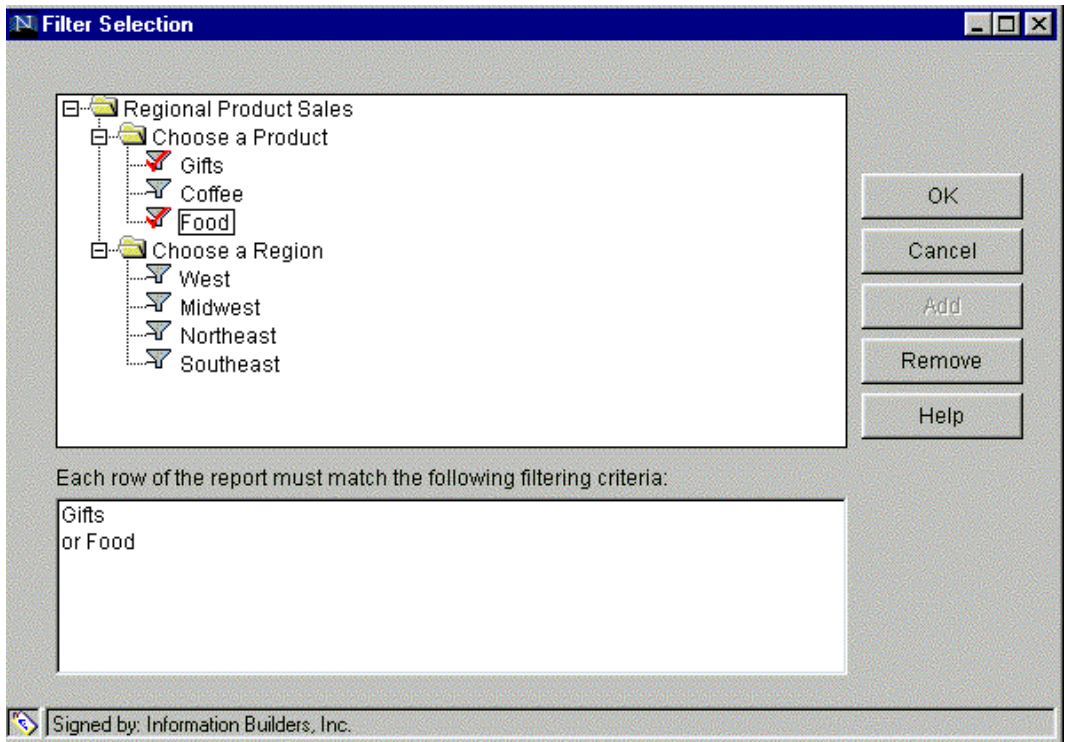 Filter Selection
Regional Product Sales
Choose a Product
Gifts
Coffee
Food
Choose a Region
West
Midwest
Northeast
Southeast
OK
Cancel
Add
Remove
Help
Each row of the report must match the following filtering criteria:
Gifts
or Food
Signed by: Information Builders, Inc.